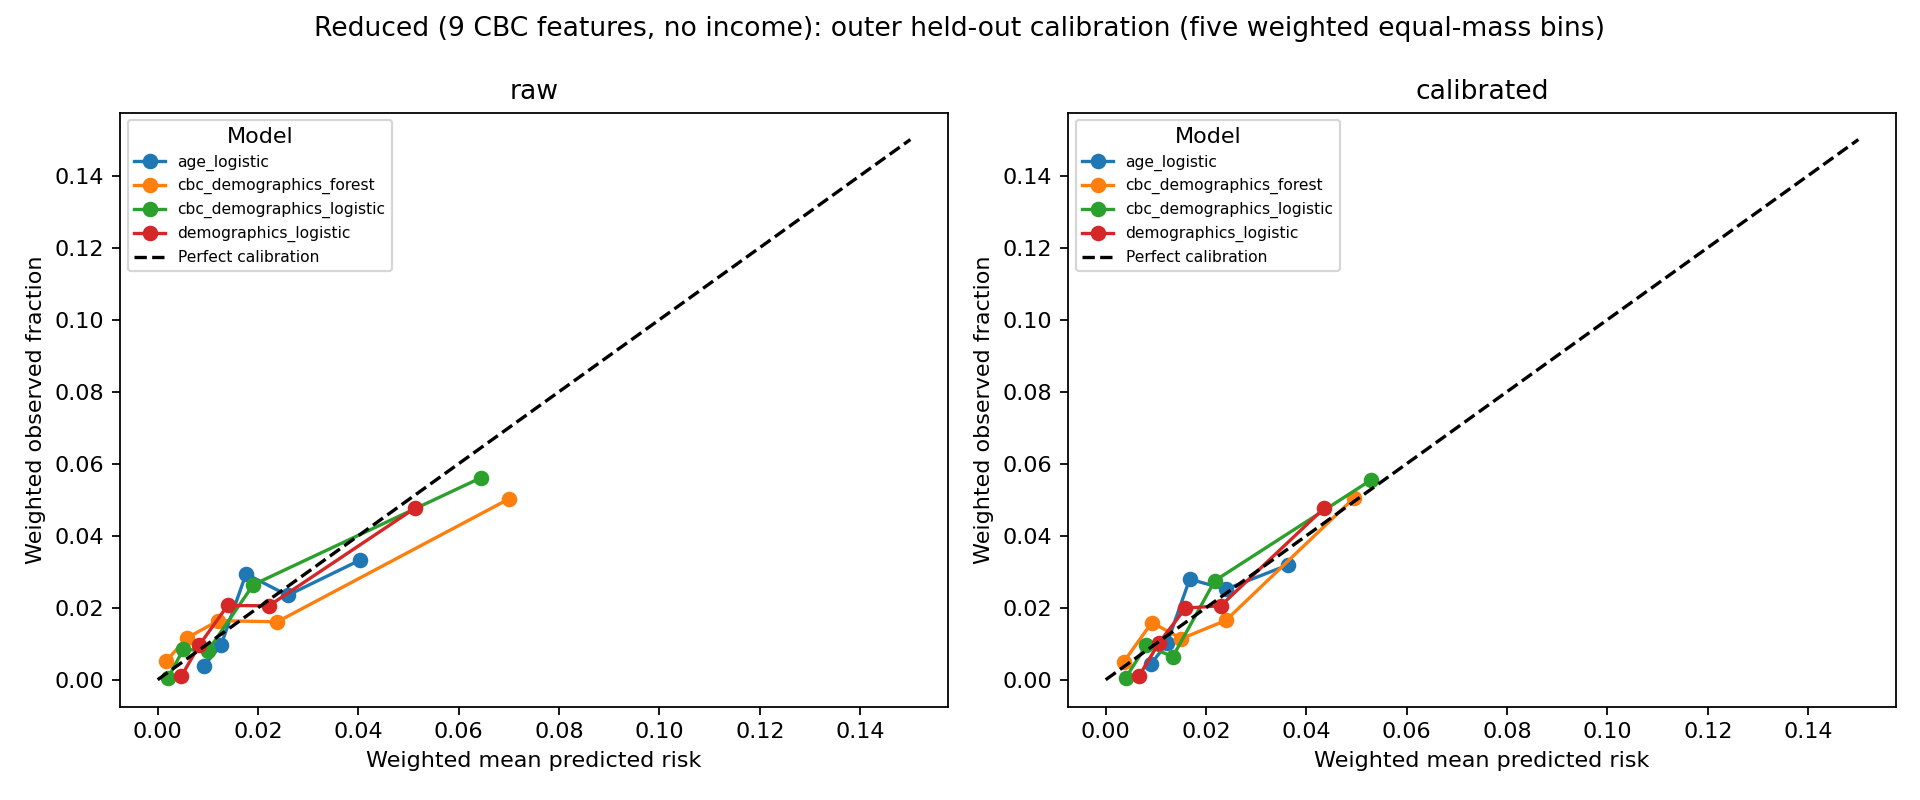 Reduced (9 CBC features, no income): outer held-out calibration (five weighted equal-mass bins)
raw
Model
age_logistic
cbc_demographics_forest
cbc_demographics_logistic
demographics_logistic
Perfect calibration
0.14
0.12
0.10
0.08
0.06
0.04
0.02
0.00
Weighted observed fraction
0.00 0.02 0.04 0.06 0.08 0.10 0.12 0.14
Weighted mean predicted risk
calibrated
Model
age_logistic
cbc_demographics_forest
cbc_demographics_logistic
demographics_logistic
Perfect calibration
0.14
0.12
0.10
0.08
0.06
0.04
0.02
0.00
Weighted observed fraction
0.00 0.02 0.04 0.06 0.08 0.10 0.12 0.14
Weighted mean predicted risk